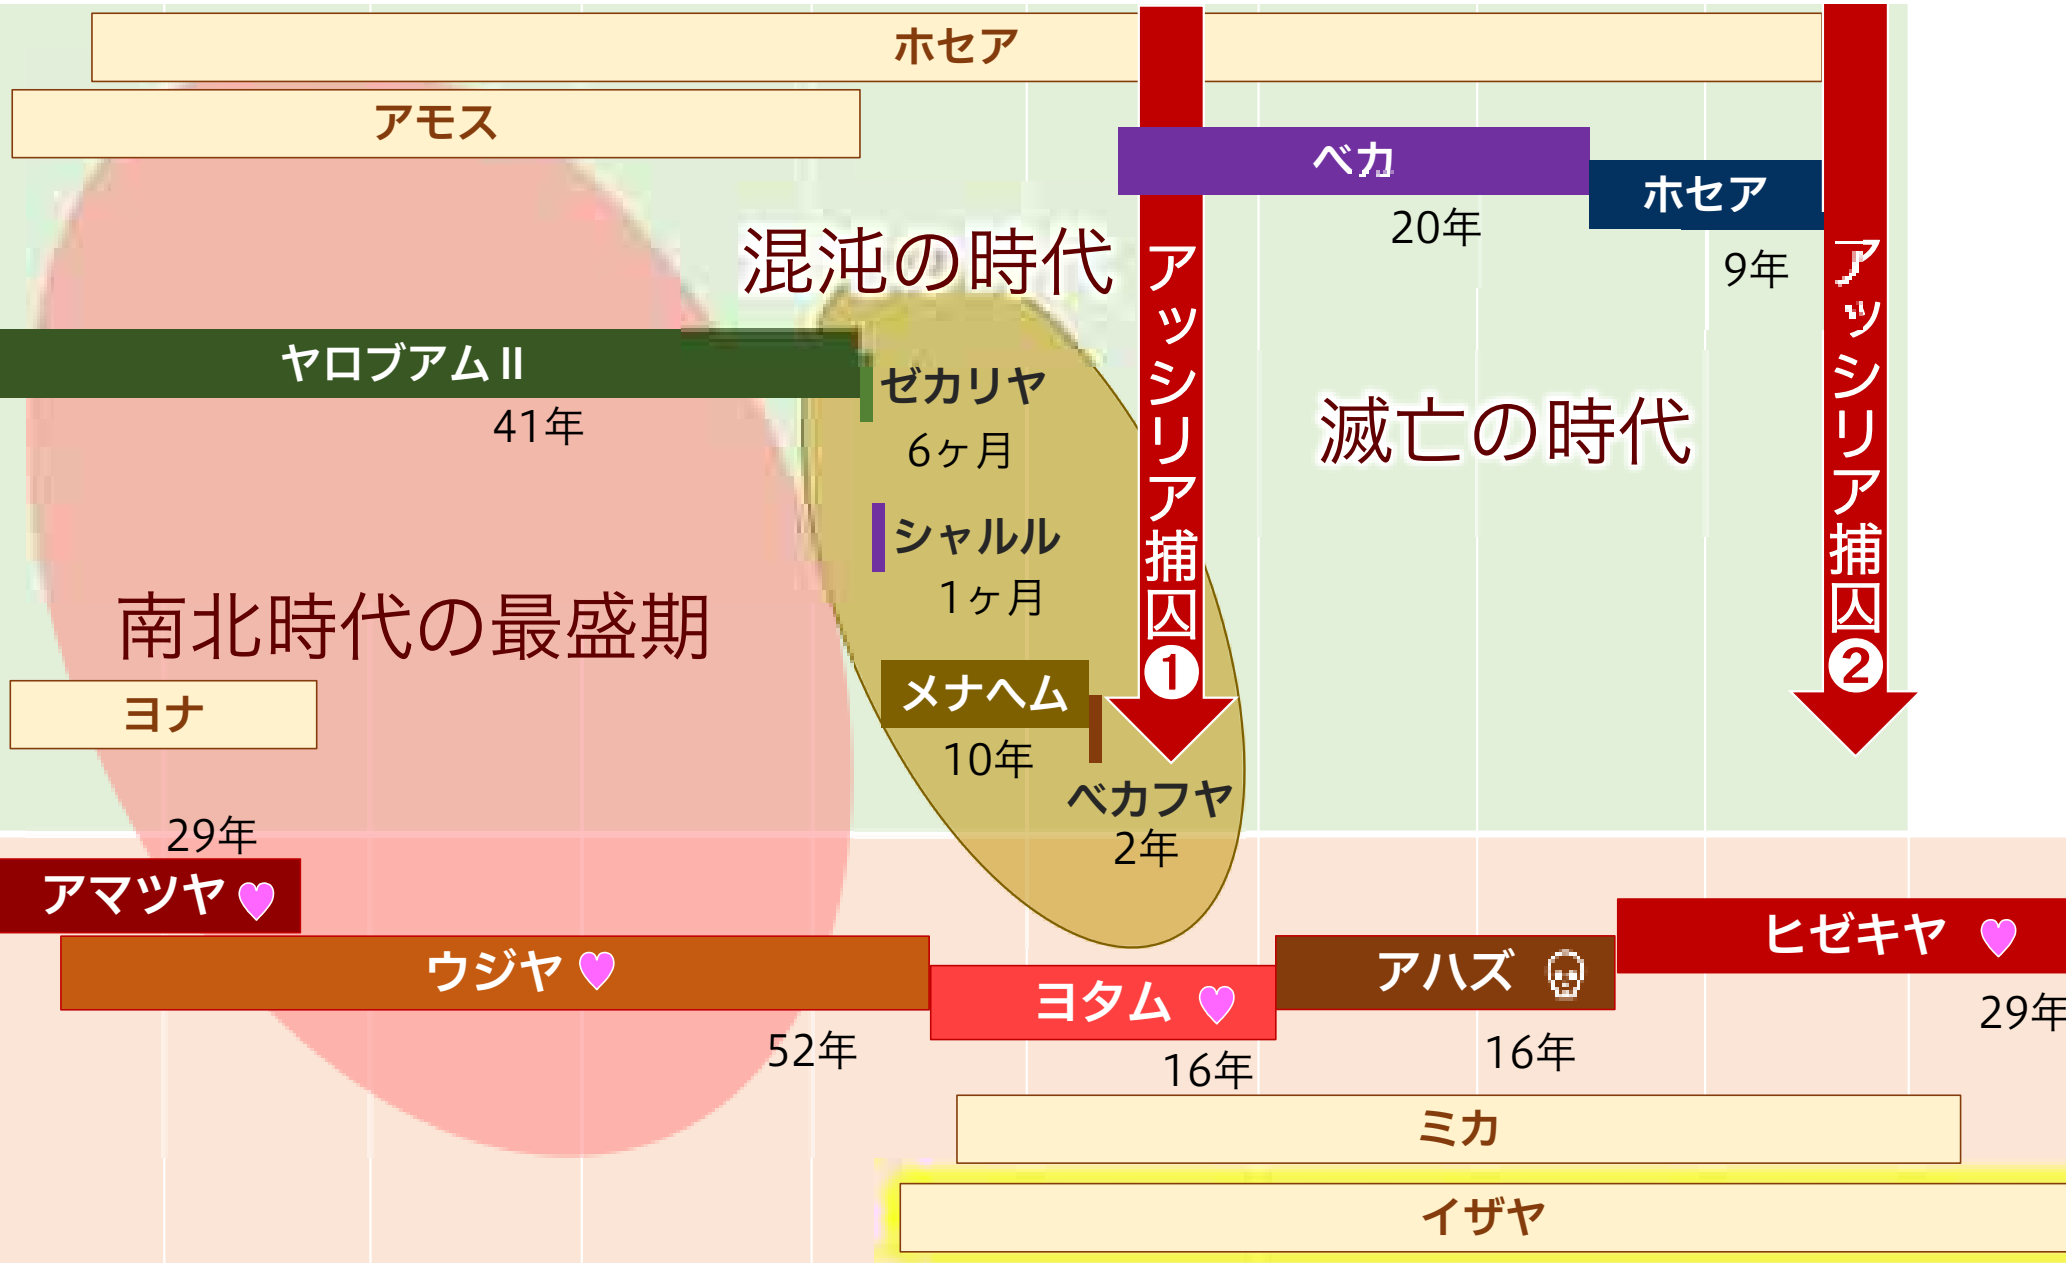 ホセア
アモス
ペカ
20年
ホセア
9年
混沌の時代
ヤロブアムⅡ
41年
ゼカリヤ
6ヶ月
シャルル
1ヶ月
アッシリア捕囚❶
滅亡の時代
アッシリア捕囚❷
南北時代の最盛期
メナヘム
10年
ヨナ
ペカフヤ
2年
29年
アマツヤ
ウジヤ
52年
ヨタム
16年
アハズ
16年
ヒゼキヤ
29年
ミカ
イザヤ